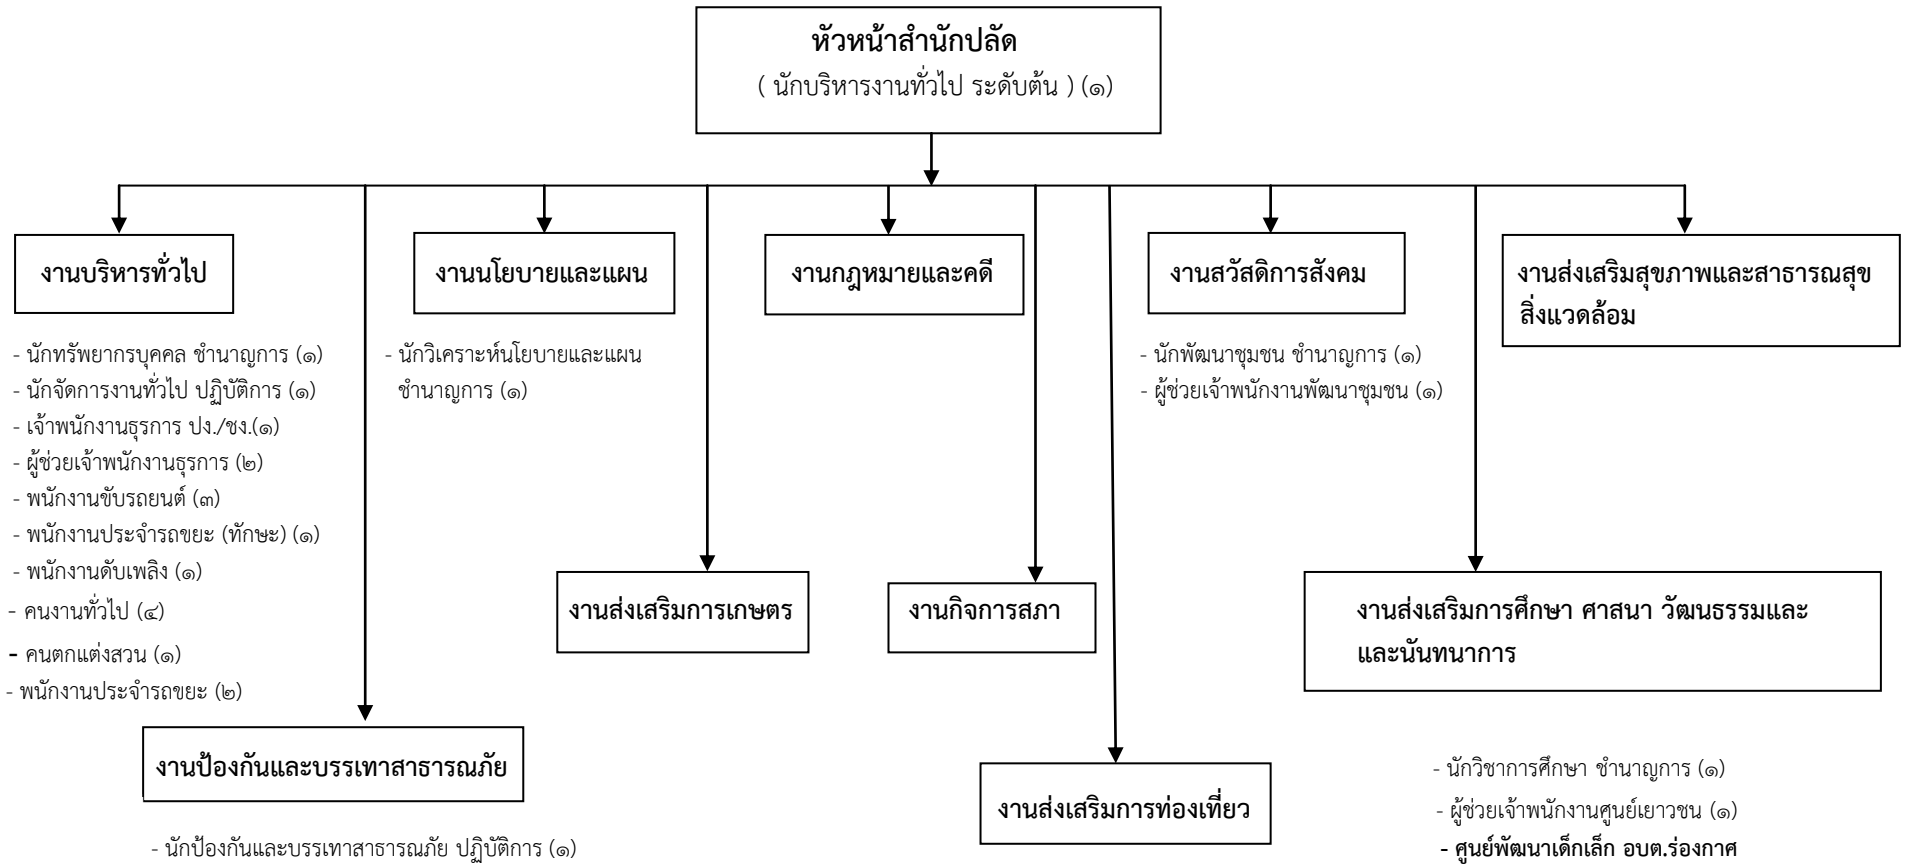 หัวหน้าสำนักปลัด
( นักบริหารงานทั่วไป ระดับต้น ) (๑)
งานบริหารทั่วไป
- นักทรัพยากรบุคคล ชำนาญการ (๑)
- นักจัดการงานทั่วไป ปฏิบัติการ (๑)
- เจ้าพนักงานธุรการ ปง./ชง.(๑)
- ผู้ช่วยเจ้าพนักงานธุรการ (๒)
- พนักงานขับรถยนต์ (๓)
- พนักงานประจำรถขยะ (ทักษะ) (๑)
- พนักงานดับเพลิง (๑)
- คนงานทั่วไป (๔)
- คนตกแต่งสวน (๑)
- พนักงานประจำรถขยะ (๒)
งานนโยบายและแผน
- นักวิเคราะห์นโยบายและแผน
ชำนาญการ (๑)
งานกฎหมายและคดี
งานสวัสดิการสังคม
- นักพัฒนาชุมชน ชำนาญการ (๑)
- ผู้ช่วยเจ้าพนักงานพัฒนาชุมชน (๑)
งานส่งเสริมสุขภาพและสาธารณสุข
สิ่งแวดล้อม
งานส่งเสริมการเกษตร
งานกิจการสภา
งานส่งเสริมการศึกษา ศาสนา วัฒนธรรมและ
และนันทนาการ
งานป้องกันและบรรเทาสาธารณภัย
- นักป้องกันและบรรเทาสาธารณภัย ปฏิบัติการ (๑)
งานส่งเสริมการท่องเที่ยว
- นักวิชาการศึกษา ชำนาญการ (๑)
- ผู้ช่วยเจ้าพนักงานศูนย์เยาวชน (๑)
- ศูนย์พัฒนาเด็กเล็ก อบต.ร่องกาศ